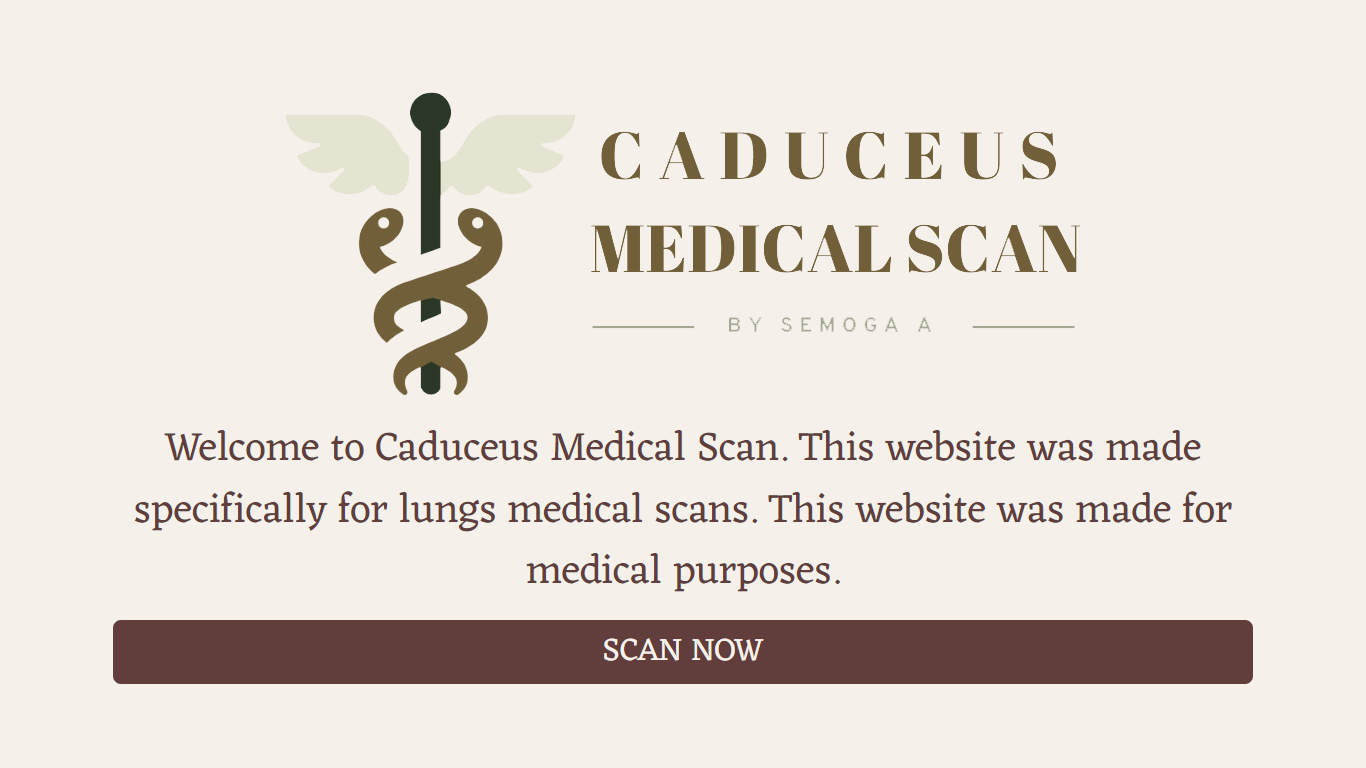 CADUCEUS
MEDICAL SCAN
BY SEMOGA A
Welcome to Caduceus Medical Scan. This website was made
specifically for lungs medical scans. This website was made for
medical purposes.
SCAN NOW